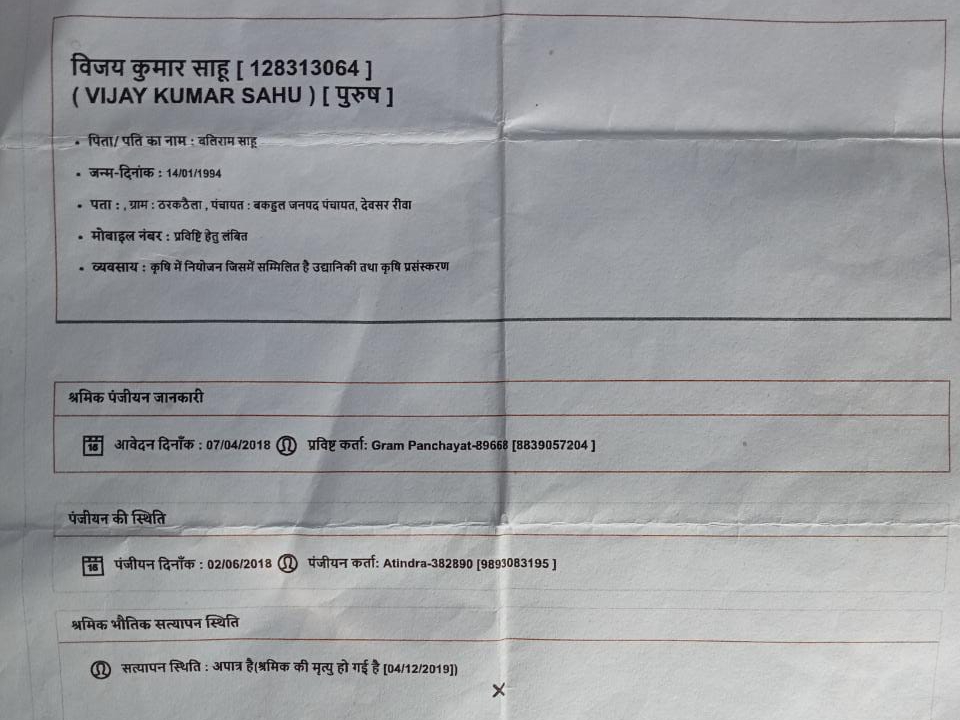 विजय कुमार साहू [ 128313064 ]
( VIJAY KUMAR SAHU ) [ पुरुष ]
• पिता/ पति का नाम : बलिराम साहू
• जन्म-दिनांक : 14/01/1994
• पता : , ग्राम : ठरकठैला , पंचायत : बकहुल जनपद पंचायत, देवसर रीवा
• मोबाइल नंबर : प्रविष्टि हेतु लंबित
• व्यवसाय : कृषि में नियोजन जिसमें सम्मिलित है उद्यानिकी तथा कृषि प्रसंस्करण
श्रमिक पंजीयन जानकारी
16 आवेदन दिनाँक : 07/04/2018 प्रविष्ट कर्ता: Gram Panchayat-89668 [8839057204 ]
पंजीयन की स्थिति
16 पंजीयन दिनाँक : 02/06/2018 पंजीयन कर्ता: Atindra-382890 [9893083195 ]
श्रमिक भौतिक सत्यापन स्थिति
सत्यापन स्थिति : अपात्र है(श्रमिक की मृत्यु हो गई है [04/12/2019])
x